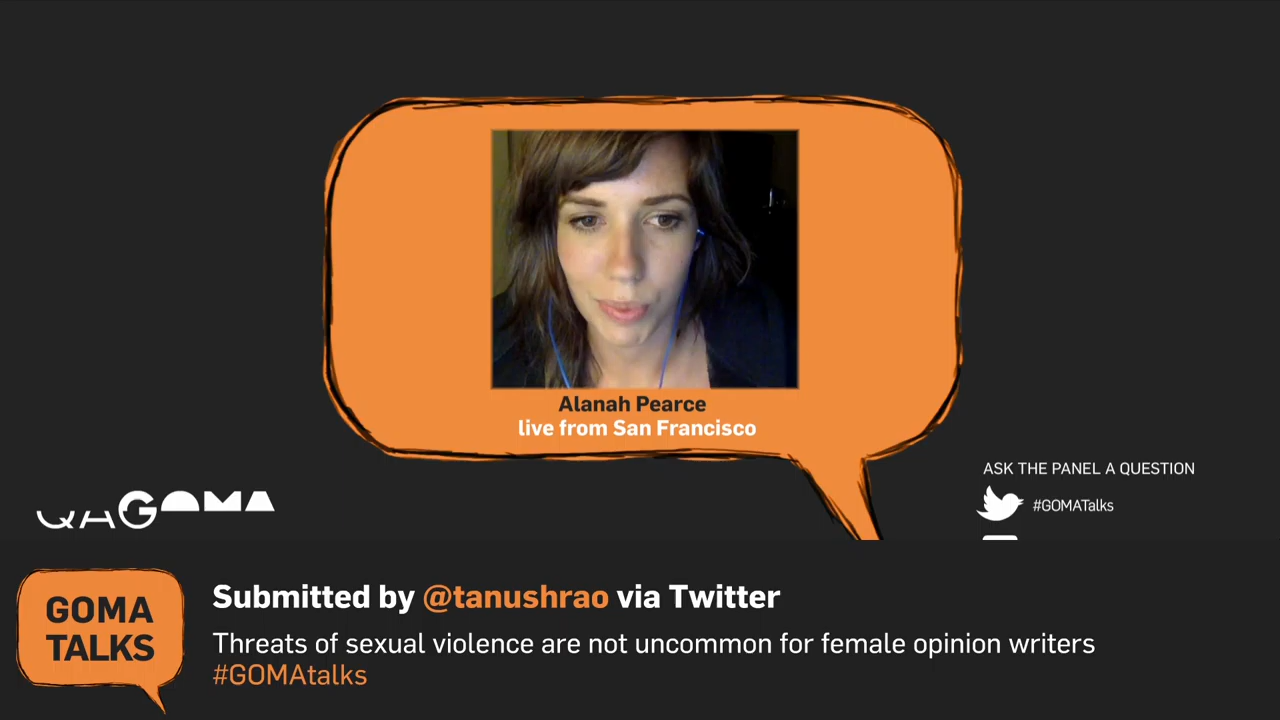 Alanah Pearce
live from San Francisco
ASK THE PANEL A QUESTION
#GOMATalks
QAGOMA
GOMA
TALKS
Submitted by @tanushrao via Twitter
Threats of sexual violence are not uncommon for female opinion writers
#GOMAtalks